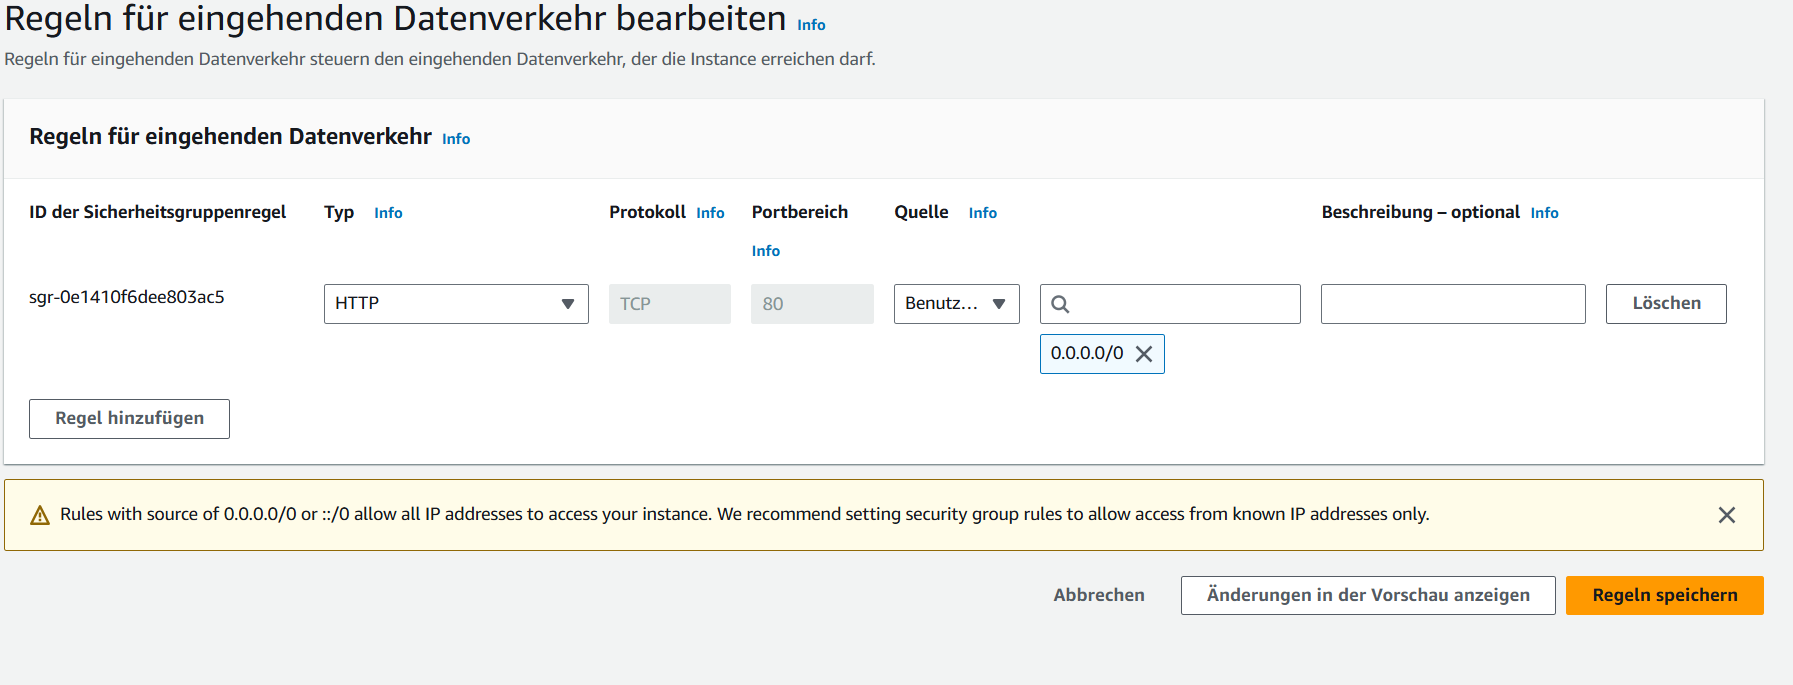 Regeln für eingehenden Datenverkehr bearbeiten Info
Regeln für eingehenden Datenverkehr steuern den eingehenden Datenverkehr, der die Instance erreichen darf.
Regeln für eingehenden Datenverkehr Info
ID der Sicherheitsgruppenregel Typ Info Protokoll Info Portbereich Quelle Info Beschreibung – optional Info
Info
sgr-0e1410f6dee803ac5 HTTP TCP 80 Benutz... Löschen
0.0.0.0/0
Regel hinzufügen
Rules with source of 0.0.0.0/0 or ::/0 allow all IP addresses to access your instance. We recommend setting security group rules to allow access from known IP addresses only.
Abbrechen Änderungen in der Vorschau anzeigen Regeln speichern